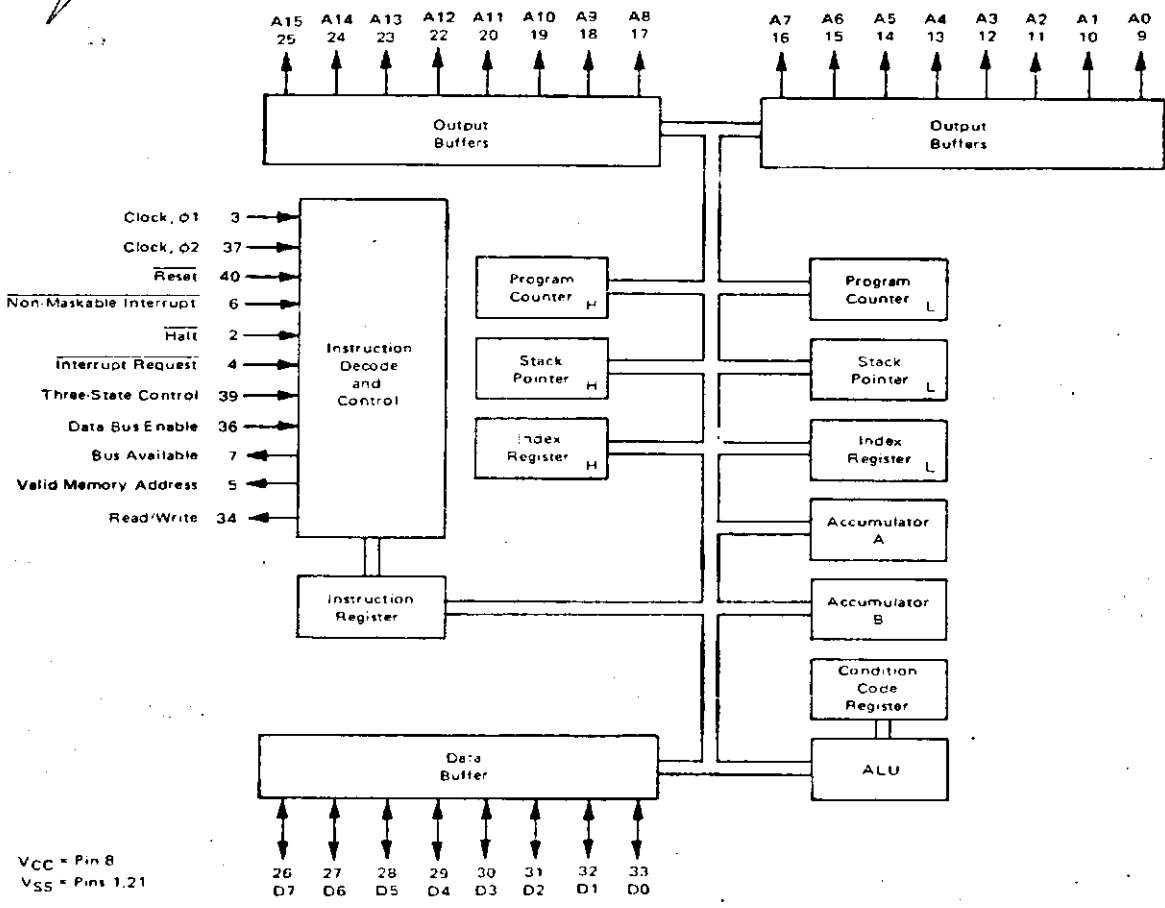 A15 A14 A13 A12 A11 A10 A9 A8 A7 A6 A5 A4 A3 A2 A1 A0
25 24 23 22 20 19 18 17 16 15 14 13 12 11 10 9
Output
Buffers
Output
Buffers
Clock, ϕ1 3
Clock, ϕ2 37
Reset 40
Non-Maskable Interrupt 6
Halt 2
Interrupt Request 4
Three-State Control 39
Data Bus Enable 36
Bus Available 7
Valid Memory Address 5
Read/Write 34
Instruction
Decode
and
Control
Program
Counter H
Program
Counter L
Stack
Pointer H
Stack
Pointer L
Index
Register H
Index
Register L
Accumulator
A
Instruction
Register
Accumulator
B
Condition
Code
Register
Data
Buffer
ALU
26 27 28 29 30 31 32 33
D7 D6 D5 D4 D3 D2 D1 D0
VCC = Pin 8
VSS = Pins 1,21